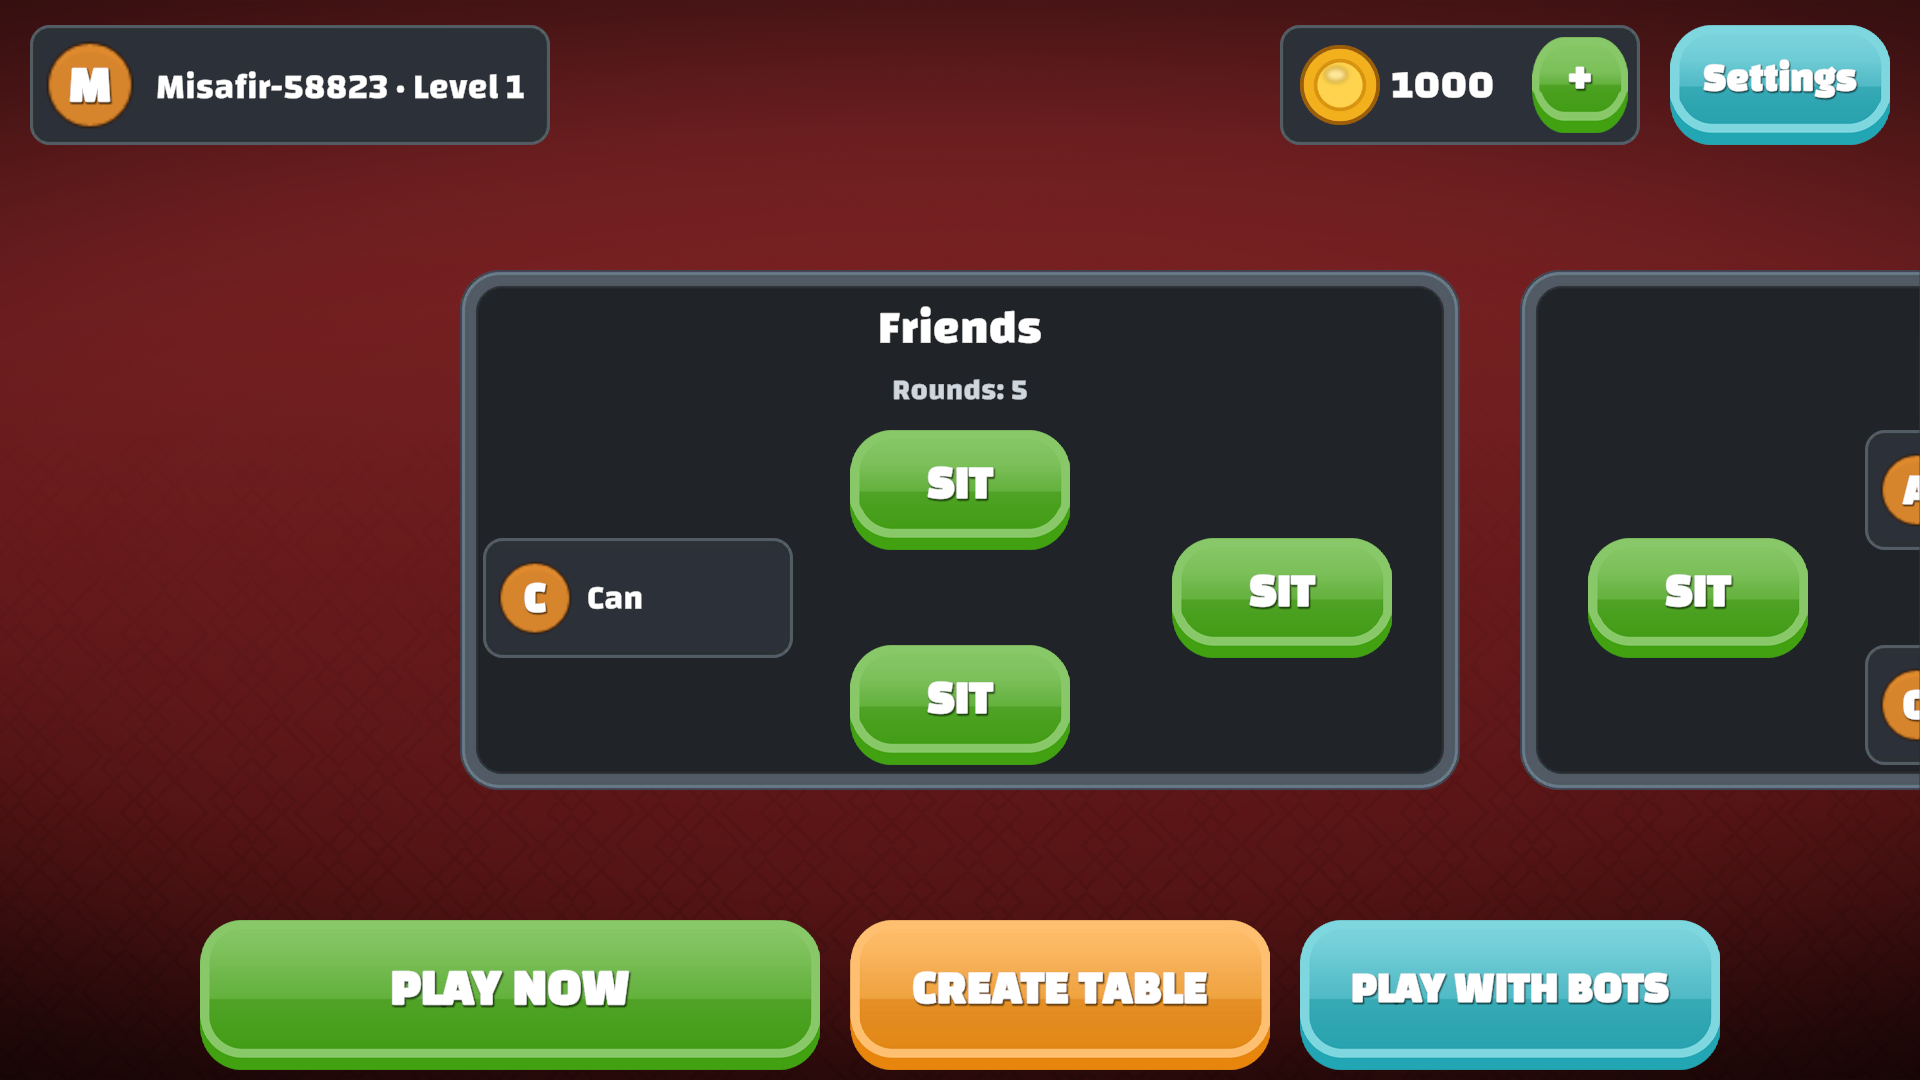 M
Misafir-58823 · Level 1
1000
+
Settings
Friends
Rounds: 5
SIT
C
Can
SIT
SIT
SIT
A
PLAY NOW
CREATE TABLE
PLAY WITH BOTS